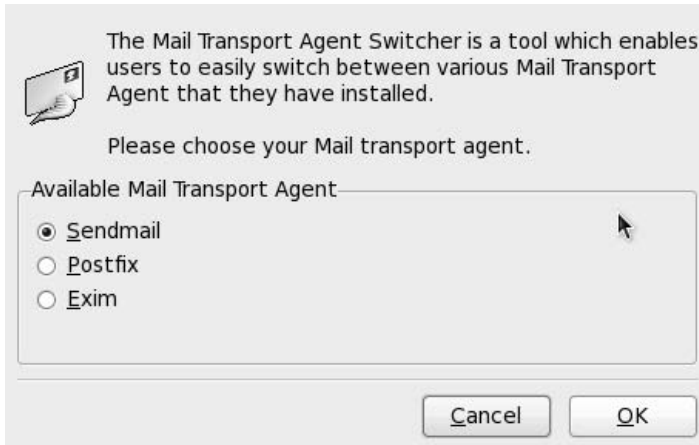 The Mail Transport Agent Switcher is a tool which enables
users to easily switch between various Mail Transport
Agent that they have installed.
Please choose your Mail transport agent.
Available Mail Transport Agent
Sendmail
Postfix
Exim
Cancel
OK